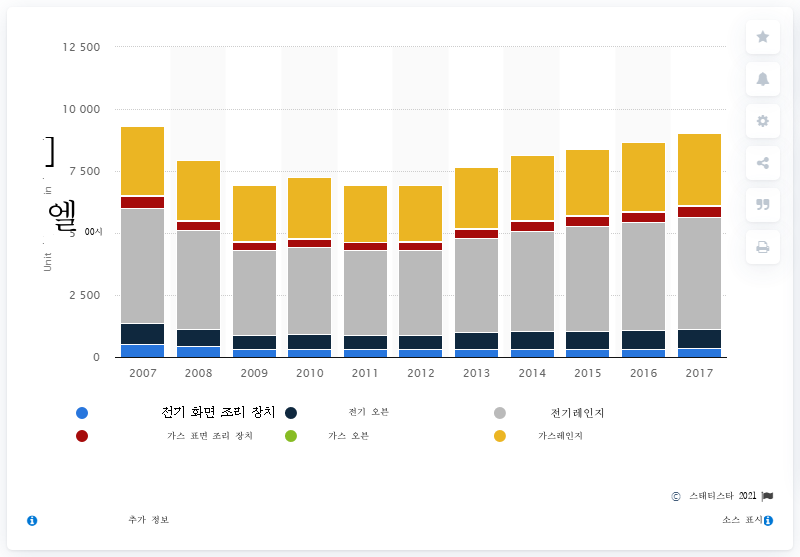 12 500
10 000
7 500
]
in
엘
5 00시
Unit
2 500
0
2007 2008 2009 2010 2011 2012 2013 2014 2015 2016 2017
전기 화면 조리 장치 전기 오븐 전기레인지
가스 표면 조리 장치 가스 오븐 가스레인지
© 스태티스타 2021
추가 정보 소스 표시